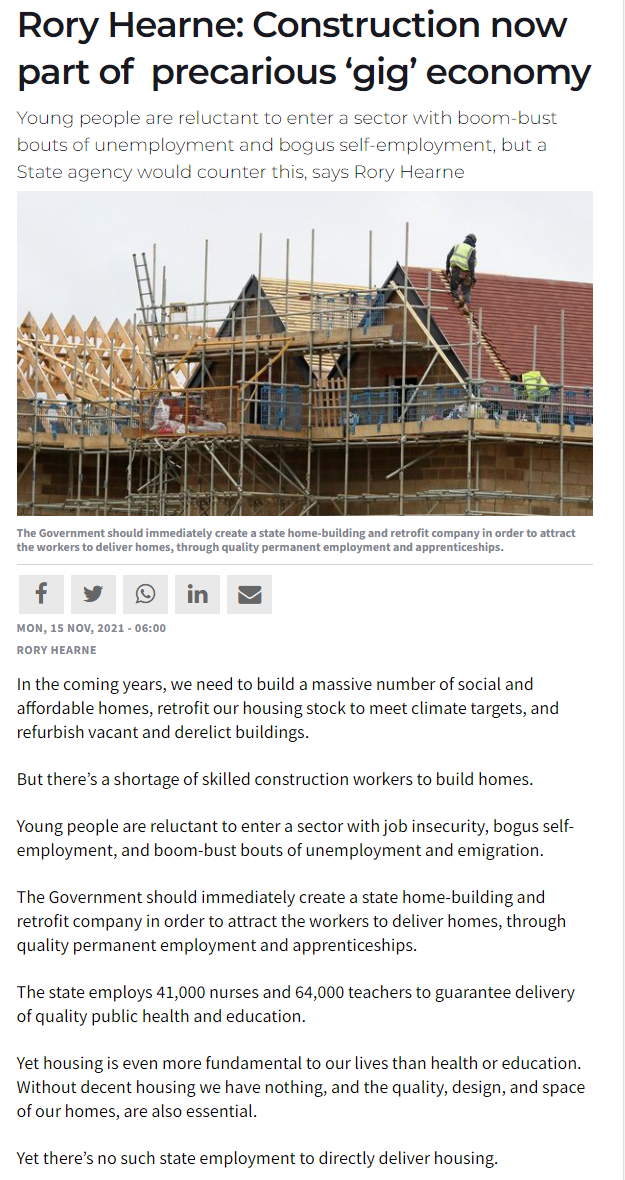 Rory Hearne: Construction now
part of precarious ‘gig’ economy
Young people are reluctant to enter a sector with boom-bust
bouts of unemployment and bogus self-employment, but a
State agency would counter this, says Rory Hearne
The Government should immediately create a state home-building and retrofit company in order to attract
the workers to deliver homes, through quality permanent employment and apprenticeships.
MON, 15 NOV, 2021 - 06:00
RORY HEARNE
In the coming years, we need to build a massive number of social and
affordable homes, retrofit our housing stock to meet climate targets, and
refurbish vacant and derelict buildings.
But there’s a shortage of skilled construction workers to build homes.
Young people are reluctant to enter a sector with job insecurity, bogus self-
employment, and boom-bust bouts of unemployment and emigration.
The Government should immediately create a state home-building and
retrofit company in order to attract the workers to deliver homes, through
quality permanent employment and apprenticeships.
The state employs 41,000 nurses and 64,000 teachers to guarantee delivery
of quality public health and education.
Yet housing is even more fundamental to our lives than health or education.
Without decent housing we have nothing, and the quality, design, and space
of our homes, are also essential.
Yet there’s no such state employment to directly deliver housing.